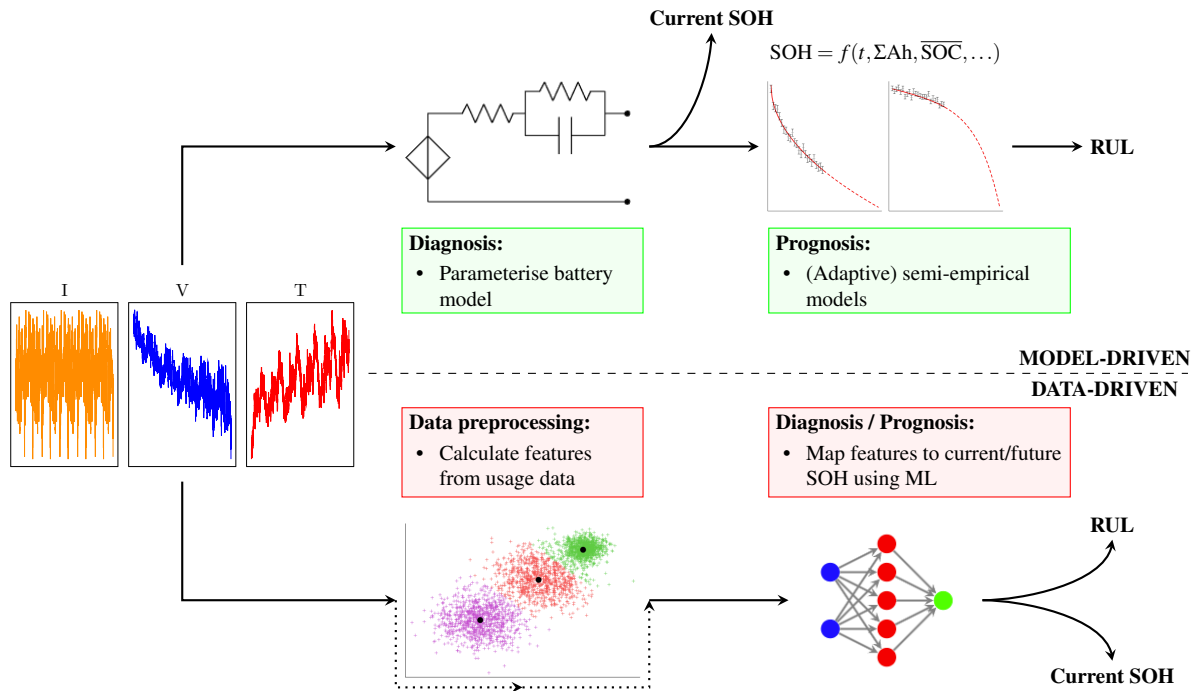 Current SOH
SOH = f(t, ΣAh, S̅O̅C̅, …)
RUL
Diagnosis:
• Parameterise battery
model
Prognosis:
• (Adaptive) semi-empirical
models
I V T
MODEL-DRIVEN
DATA-DRIVEN
Data preprocessing:
• Calculate features
from usage data
Diagnosis / Prognosis:
• Map features to current/future
SOH using ML
RUL
Current SOH